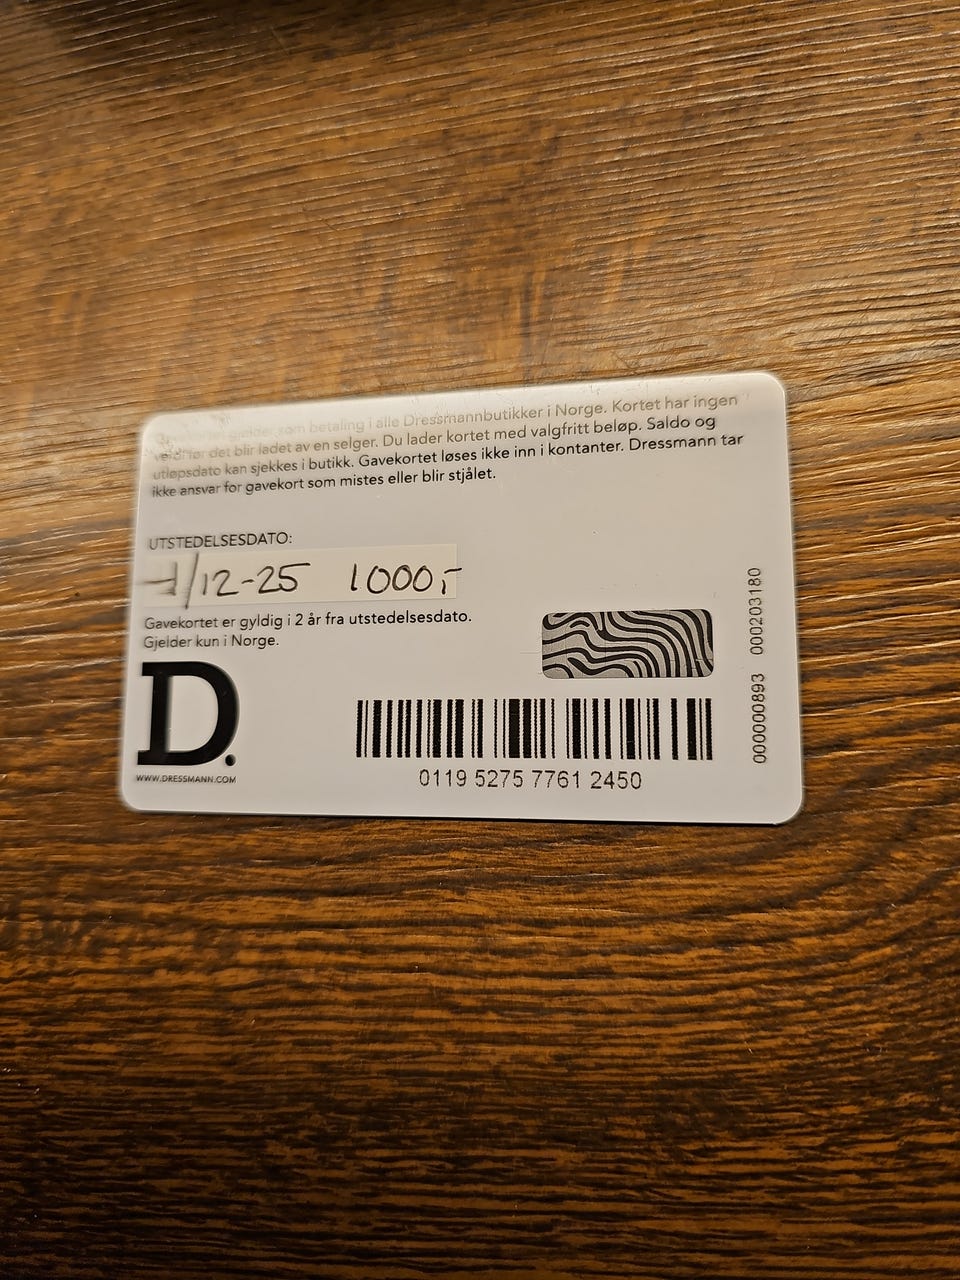 som betaling i alle Dressmannbutikker i Norge. Kortet har ingen
verdi før det blir ladet av en selger. Du lader kortet med valgfritt beløp. Saldo og
utløpsdato kan sjekkes i butikk. Gavekortet løses ikke inn i kontanter. Dressmann tar
ikke ansvar for gavekort som mistes eller blir stjålet.
UTSTEDELSESDATO:
/12-25 1000,-
Gavekortet er gyldig i 2 år fra utstedelsesdato.
Gjelder kun i Norge.
D.
WWW.DRESSMANN.COM
0119 5275 7761 2450
000000893 000203180